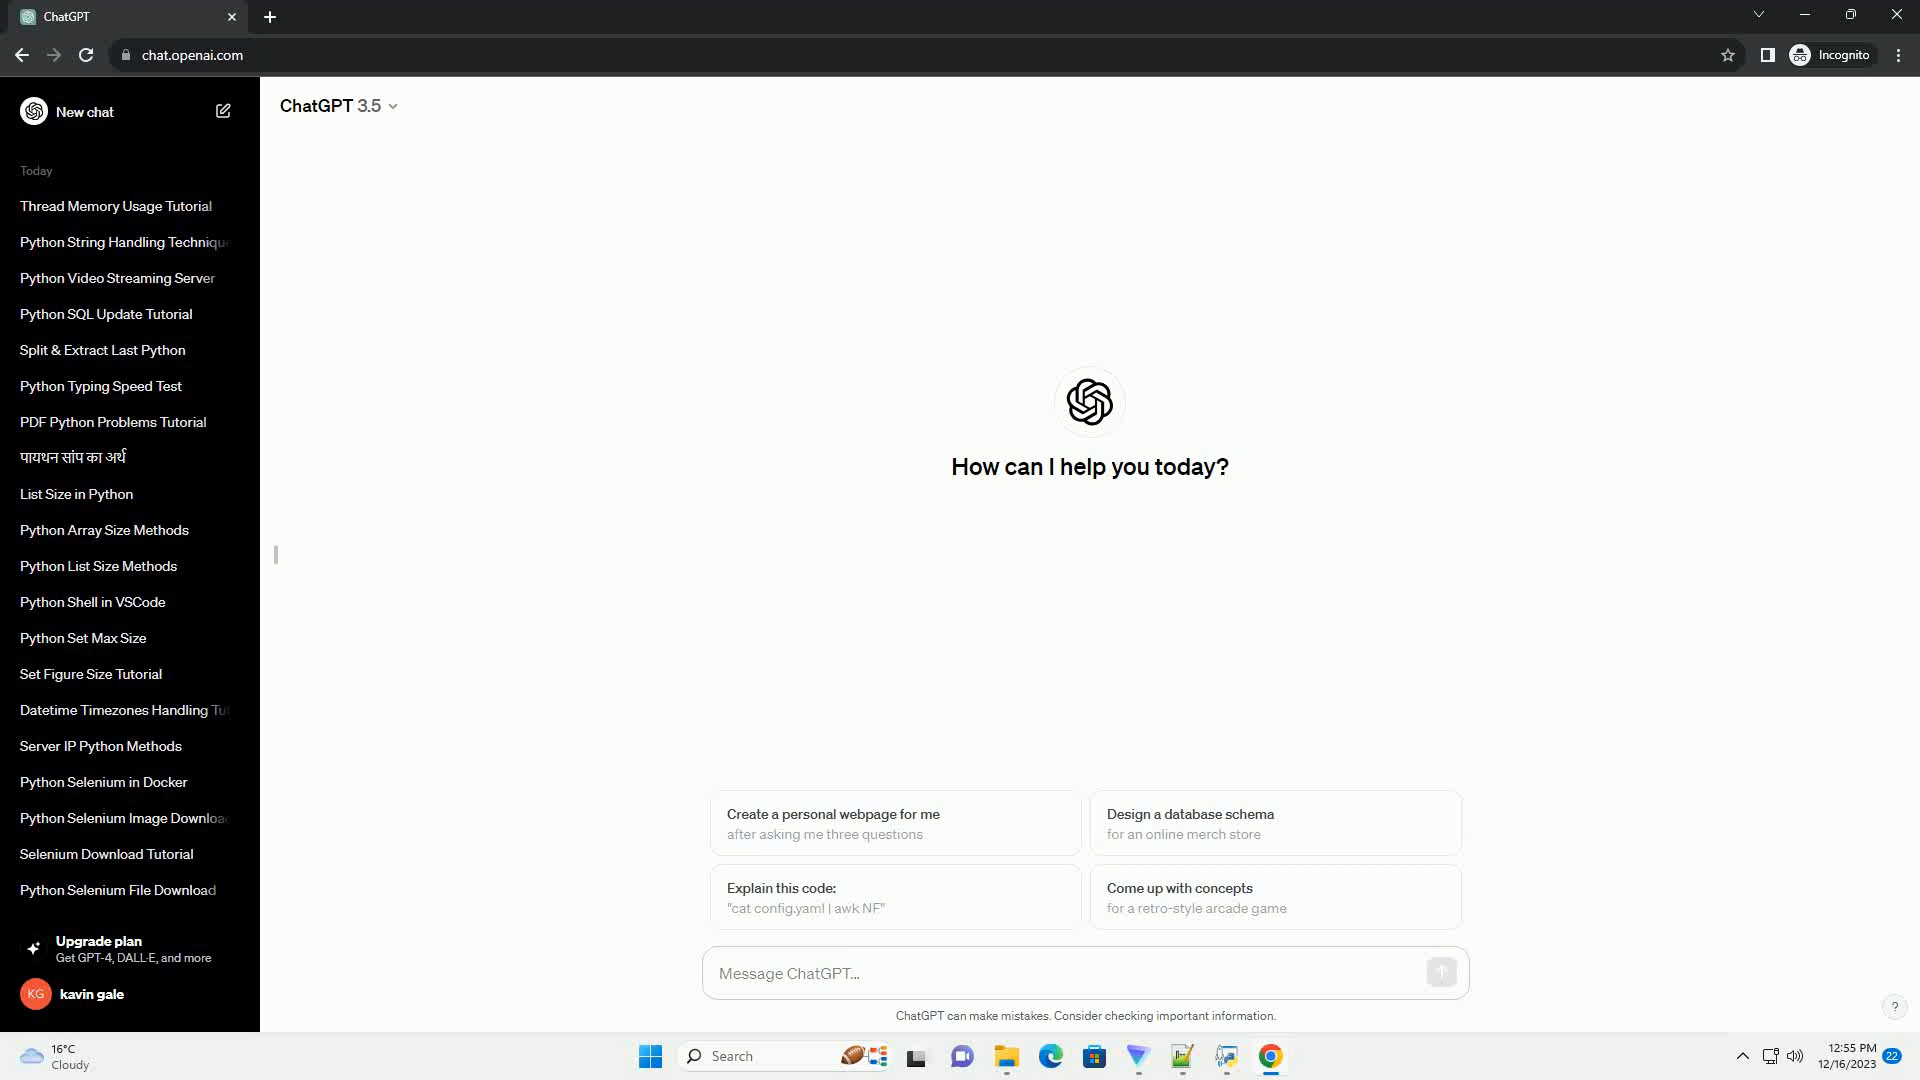 ChatGPT
chat.openai.com
Incognito
New chat
ChatGPT 3.5
Today
Thread Memory Usage Tutorial
Python String Handling Technique
Python Video Streaming Server
Python SQL Update Tutorial
Split & Extract Last Python
Python Typing Speed Test
PDF Python Problems Tutorial
पायथन सांप का अर्थ
List Size in Python
Python Array Size Methods
Python List Size Methods
Python Shell in VSCode
Python Set Max Size
Set Figure Size Tutorial
Datetime Timezones Handling Tut
Server IP Python Methods
Python Selenium in Docker
Python Selenium Image Download
Selenium Download Tutorial
Python Selenium File Download
Upgrade plan
Get GPT-4, DALL·E, and more
KG
kavin gale
How can I help you today?
Create a personal webpage for me
after asking me three questions
Design a database schema
for an online merch store
Explain this code:
"cat config.yaml | awk NF"
Come up with concepts
for a retro-style arcade game
Message ChatGPT...
ChatGPT can make mistakes. Consider checking important information.
?
16°C
Cloudy
Search
12:55 PM
12/16/2023
22